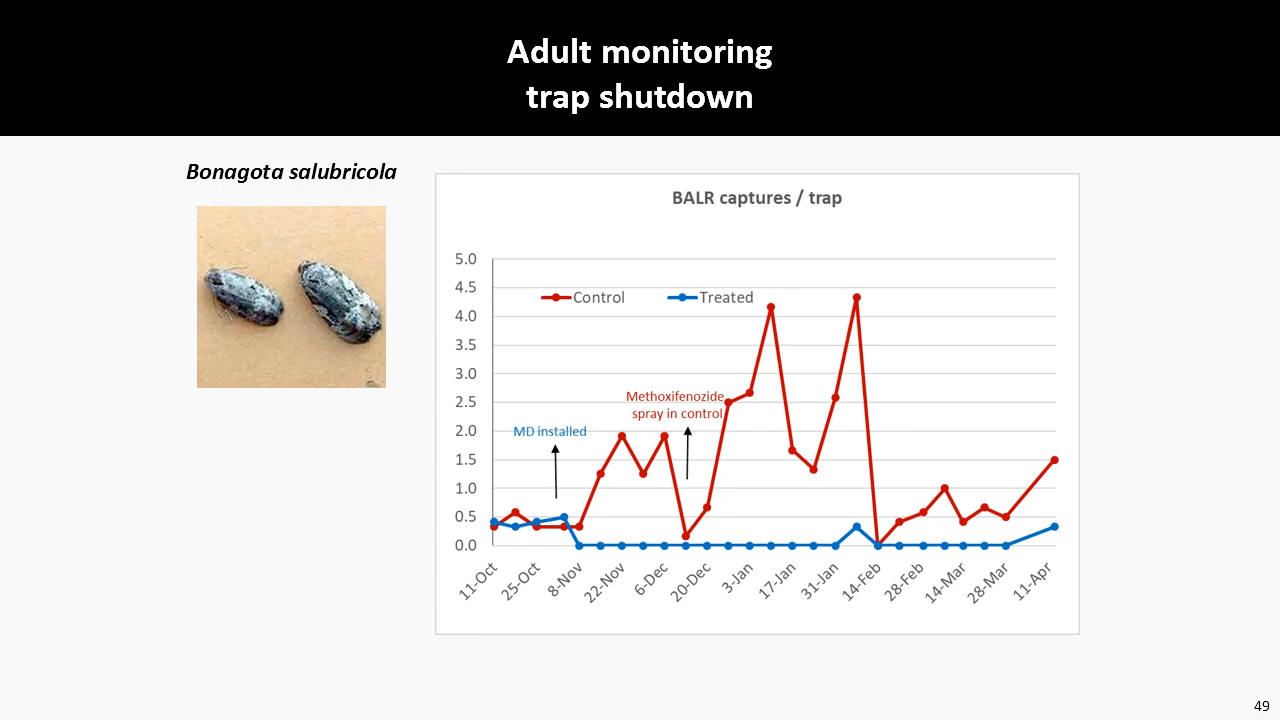 Adult monitoring
trap shutdown
Bonagota salubricola
BALR captures / trap
5.0
4.5
4.0
3.5
3.0
2.5
2.0
1.5
1.0
0.5
0.0
Control
Treated
Methoxifenozide
spray in control
MD installed
11-Oct
25-Oct
8-Nov
22-Nov
6-Dec
20-Dec
3-Jan
17-Jan
31-Jan
14-Feb
28-Feb
14-Mar
28-Mar
11-Apr
49